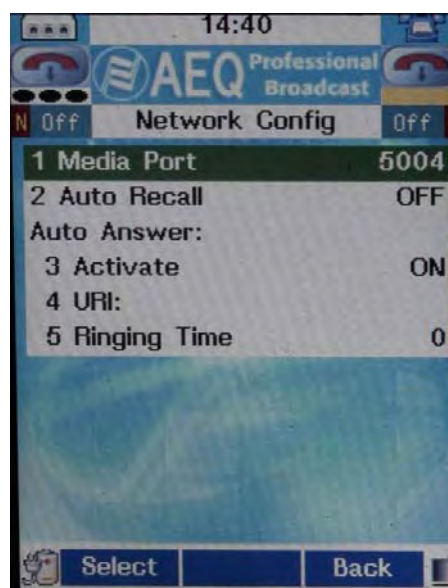 14:40
AEQ Professional Broadcast
N Off Network Config Off
1 Media Port 5004
2 Auto Recall OFF
Auto Answer:
3 Activate ON
4 URI:
5 Ringing Time 0
Select Back